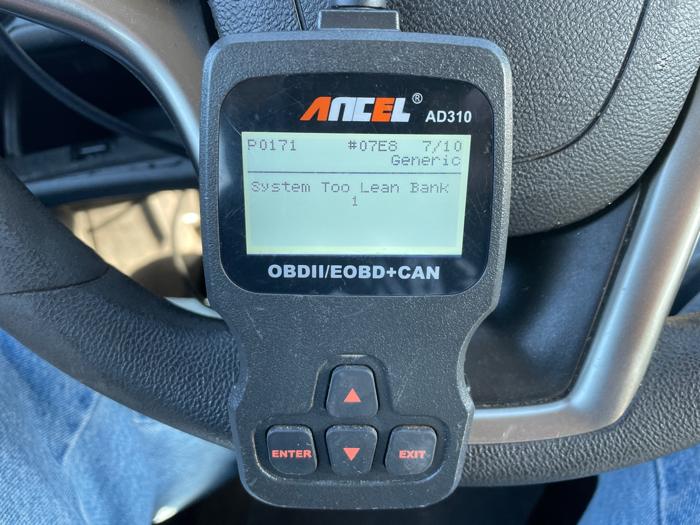 ANCEL®
AD310
P0171 #07E8 7/10
Generic
System Too Lean Bank
1
OBDII/EOBD+CAN
ENTER
EXIT